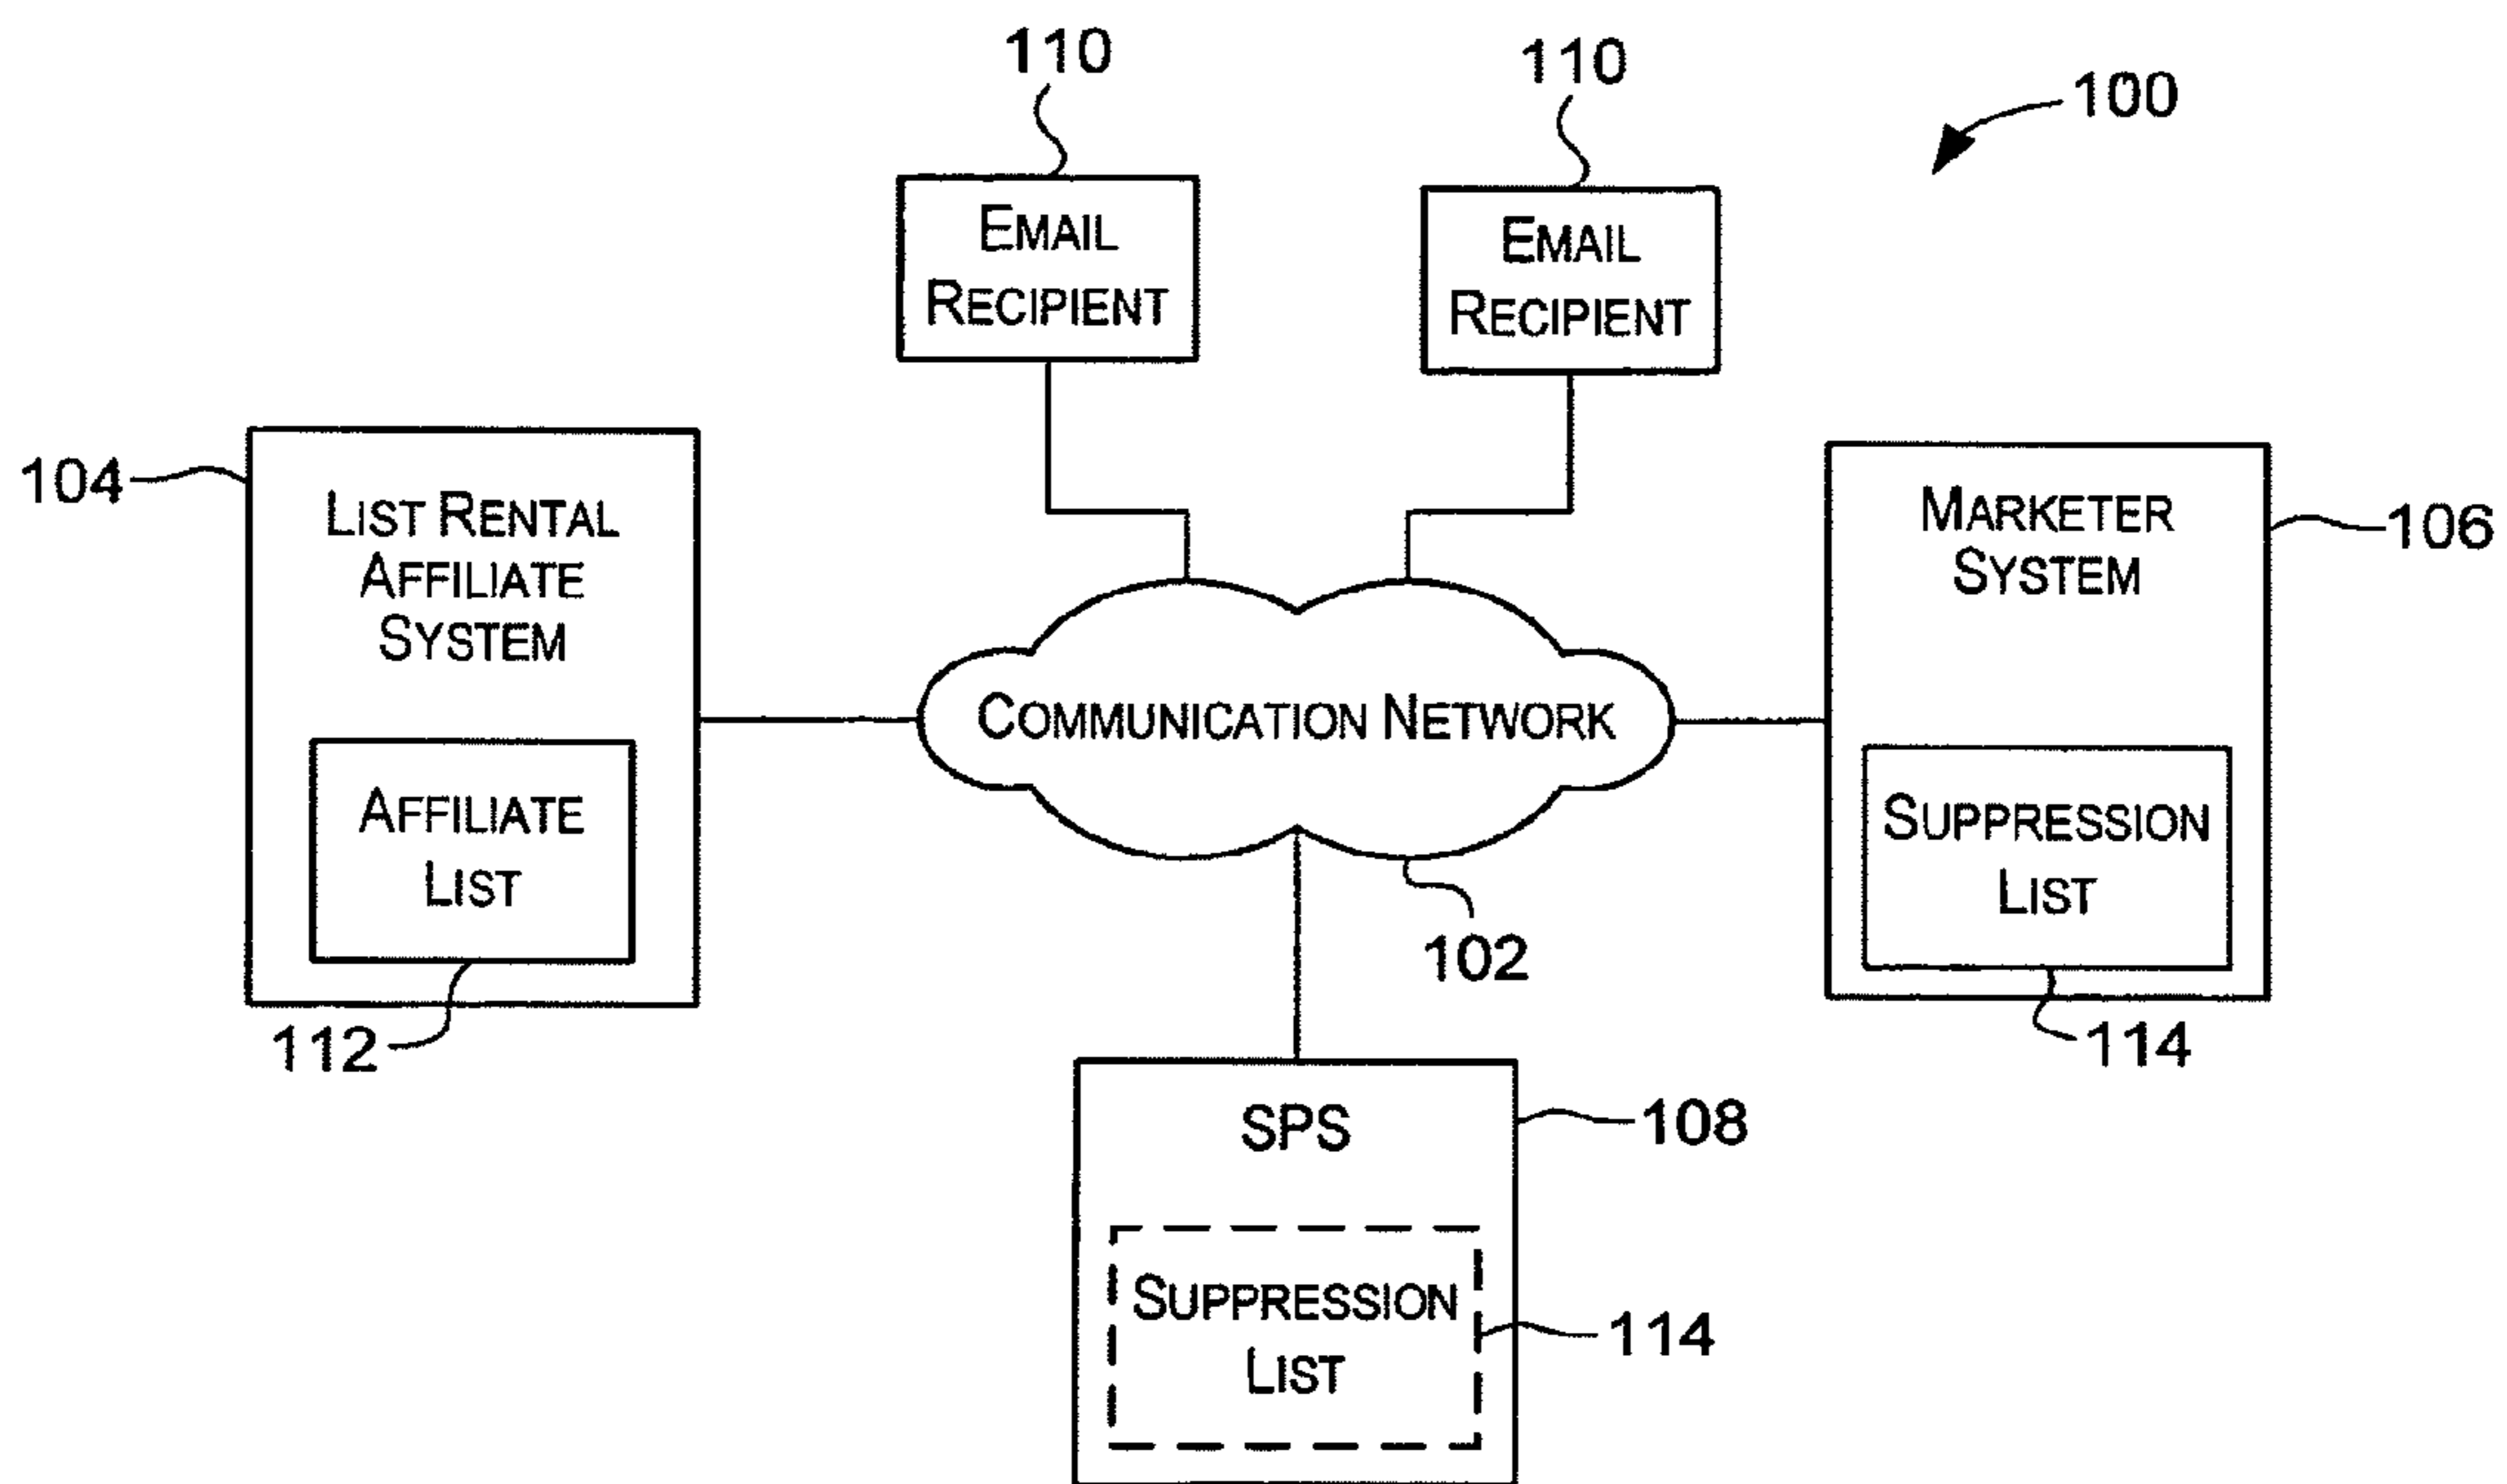 110
110
100
EMAIL
RECIPIENT
EMAIL
RECIPIENT
104
LIST RENTAL
AFFILIATE
SYSTEM
MARKETER
SYSTEM
106
COMMUNICATION NETWORK
AFFILIATE
LIST
SUPPRESSION
LIST
102
112
114
SPS
108
SUPPRESSION
LIST
114